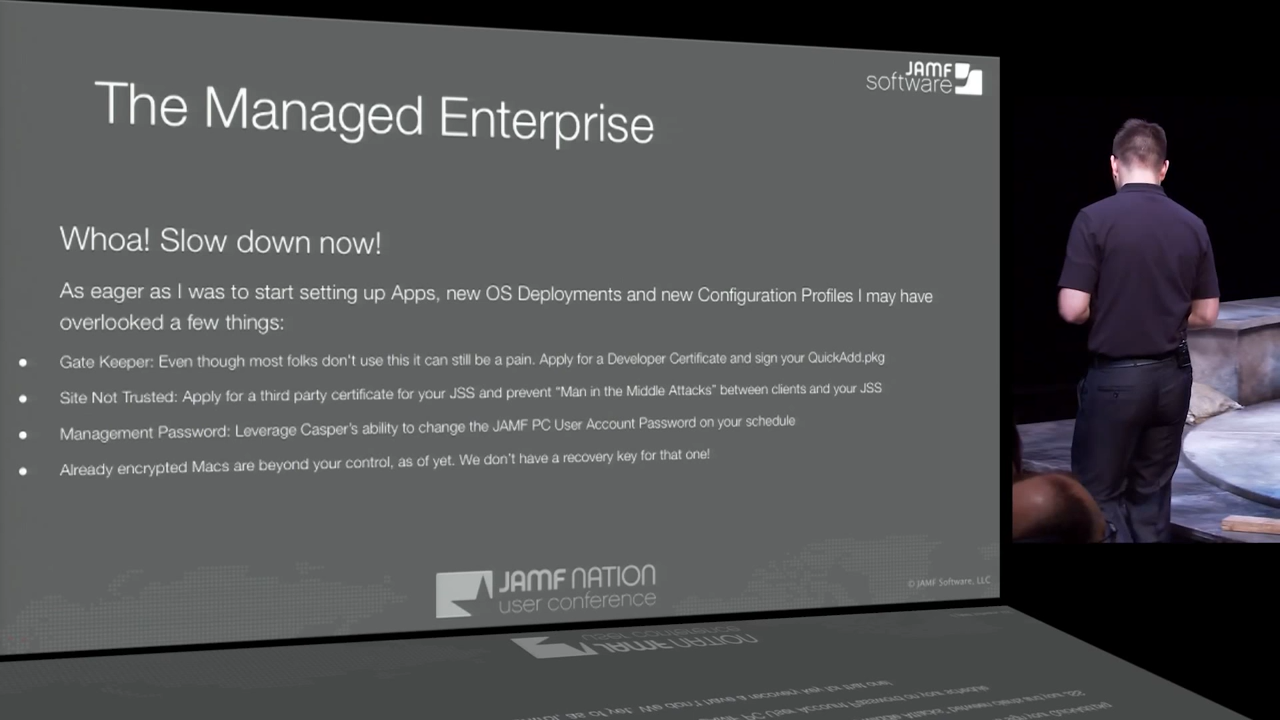 JAMF
software
The Managed Enterprise
Whoa! Slow down now!
As eager as I was to start setting up Apps, new OS Deployments and new Configuration Profiles I may have
overlooked a few things:
Gate Keeper: Even though most folks don't use this it can still be a pain. Apply for a Developer Certificate and sign your QuickAdd.pkg
Site Not Trusted: Apply for a third party certificate for your JSS and prevent "Man in the Middle Attacks" between clients and your JSS
Management Password: Leverage Casper's ability to change the JAMF PC User Account Password on your schedule
Already encrypted Macs are beyond your control, as of yet. We don't have a recovery key for that one!
JAMF NATION
user conference
© JAMF Software, LLC